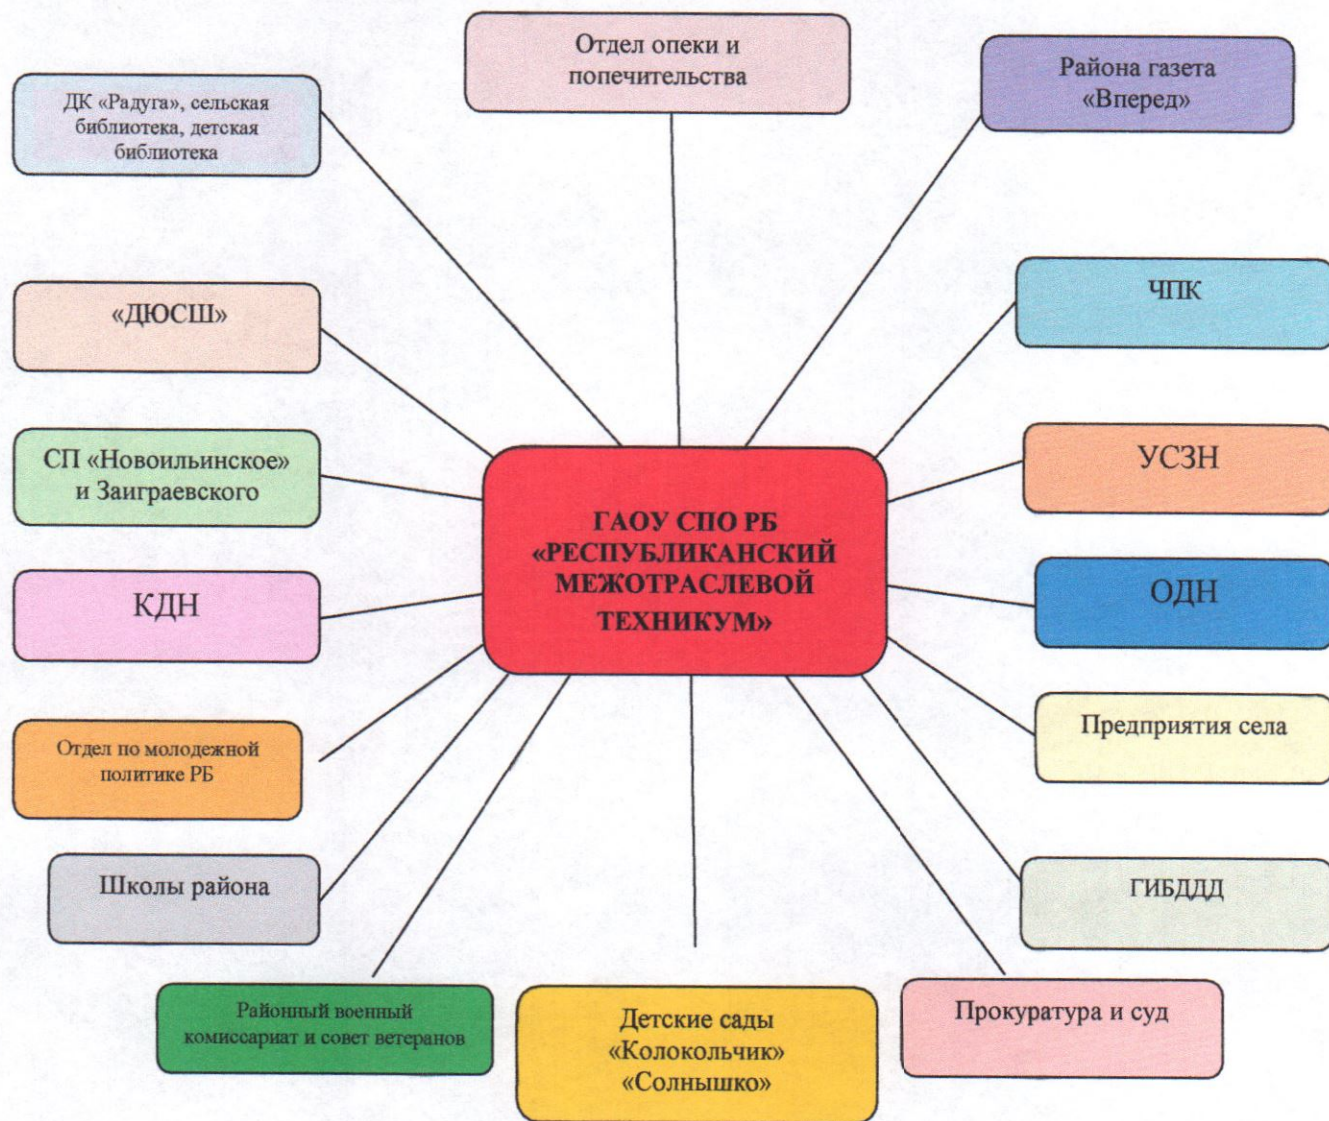 Отдел опеки и
попечительства
Района газета
«Вперед»
ДК «Радуга», сельская
библиотека, детская
библиотека
ЧПК
«ДЮСШ»
СП «Новоильинское»
и Заиграевского
УСЗН
ГАОУ СПО РБ
«РЕСПУБЛИКАНСКИЙ
МЕЖОТРАСЛЕВОЙ
ТЕХНИКУМ»
КДН
ОДН
Отдел по молодежной
политике РБ
Предприятия села
Школы района
ГИБДДД
Районный военный
комиссариат и совет ветеранов
Детские сады
«Колокольчик»
«Солнышко»
Прокуратура и суд